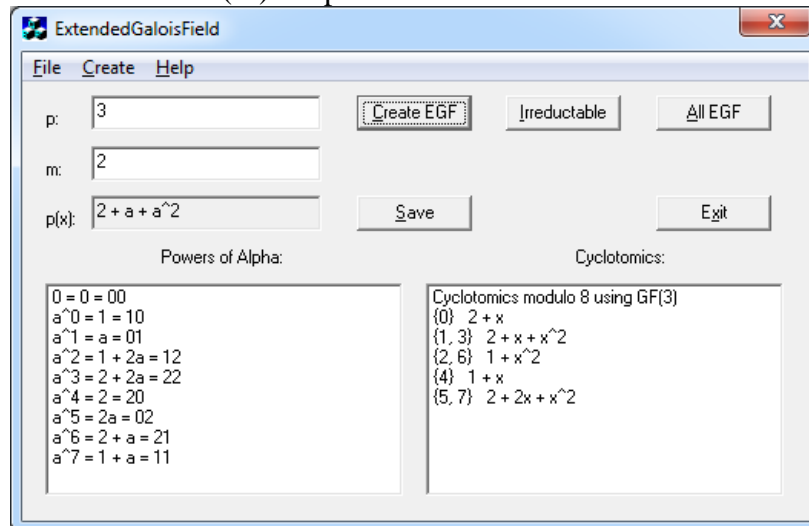 ExtendedGaloisField
File Create Help
p: 3 Create EGF Irreductable All EGF
m: 2
p(x): 2 + a + a^2 Save Exit
Powers of Alpha: Cyclotomics:
0 = 0 = 00
a^0 = 1 = 10
a^1 = a = 01
a^2 = 1 + 2a = 12
a^3 = 2 + 2a = 22
a^4 = 2 = 20
a^5 = 2a = 02
a^6 = 2 + a = 21
a^7 = 1 + a = 11
Cyclotomics modulo 8 using GF(3)
{0} 2 + x
{1, 3} 2 + x + x^2
{2, 6} 1 + x^2
{4} 1 + x
{5, 7} 2 + 2x + x^2